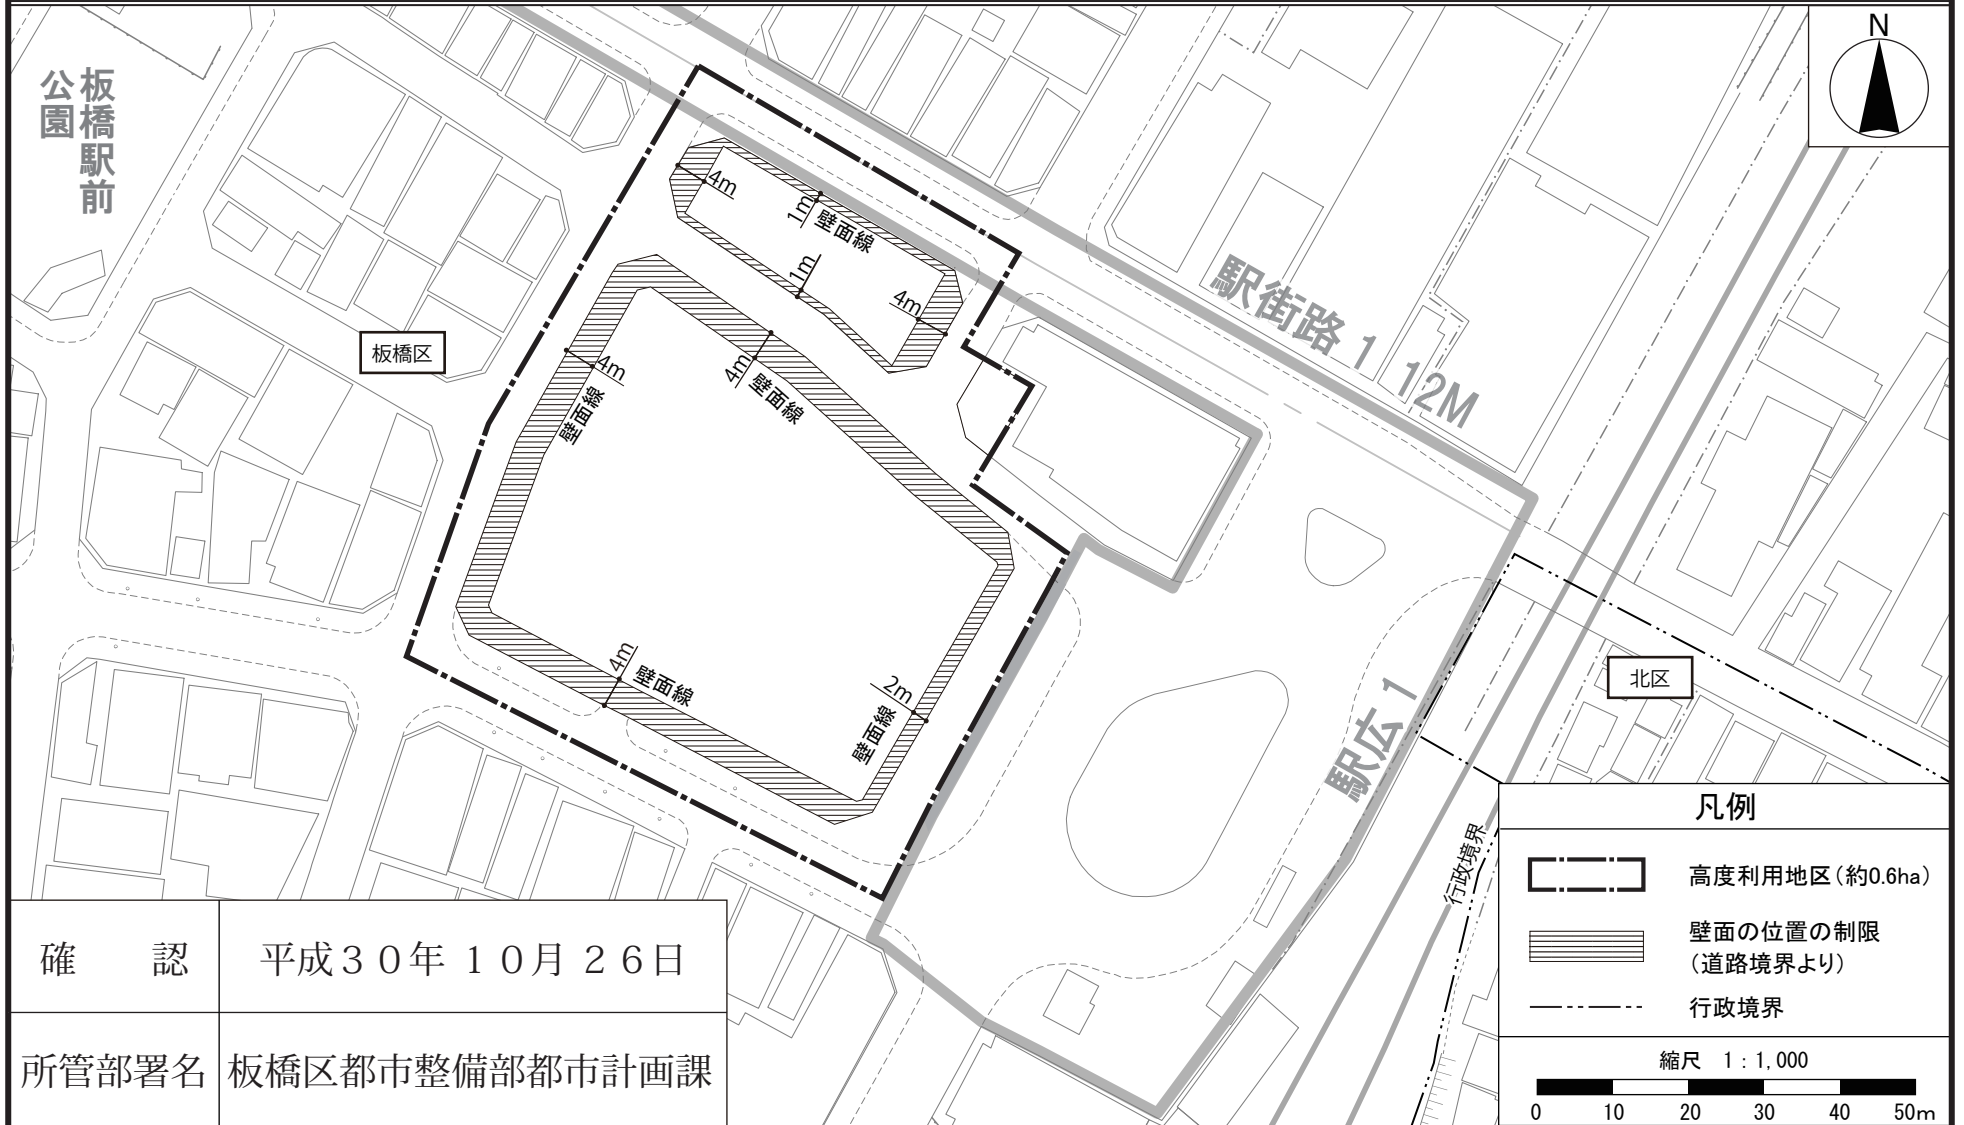 N
板橋駅前
公園
4m
1m
壁面線
1m
4m
駅街路 1 12M
板橋区
4m
壁面線
4m
壁面線
4m
壁面線
2m
壁面線
駅広 1
北区
行政境界
凡例
高度利用地区(約0.6ha)
壁面の位置の制限
(道路境界より)
行政境界
縮尺 1:1,000
0 10 20 30 40 50m
確 認 平成30年 10月 26日
所管部署名 板橋区都市整備部都市計画課